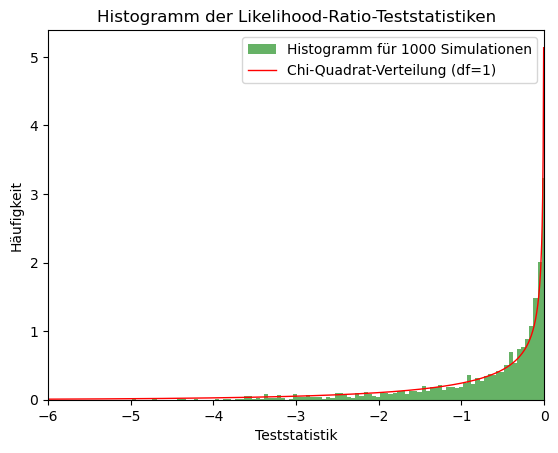 Histogramm der Likelihood-Ratio-Teststatistiken
Histogramm für 1000 Simulationen
Chi-Quadrat-Verteilung (df=1)
Häufigkeit
5
4
3
2
1
0
−6 −5 −4 −3 −2 −1 0
Teststatistik